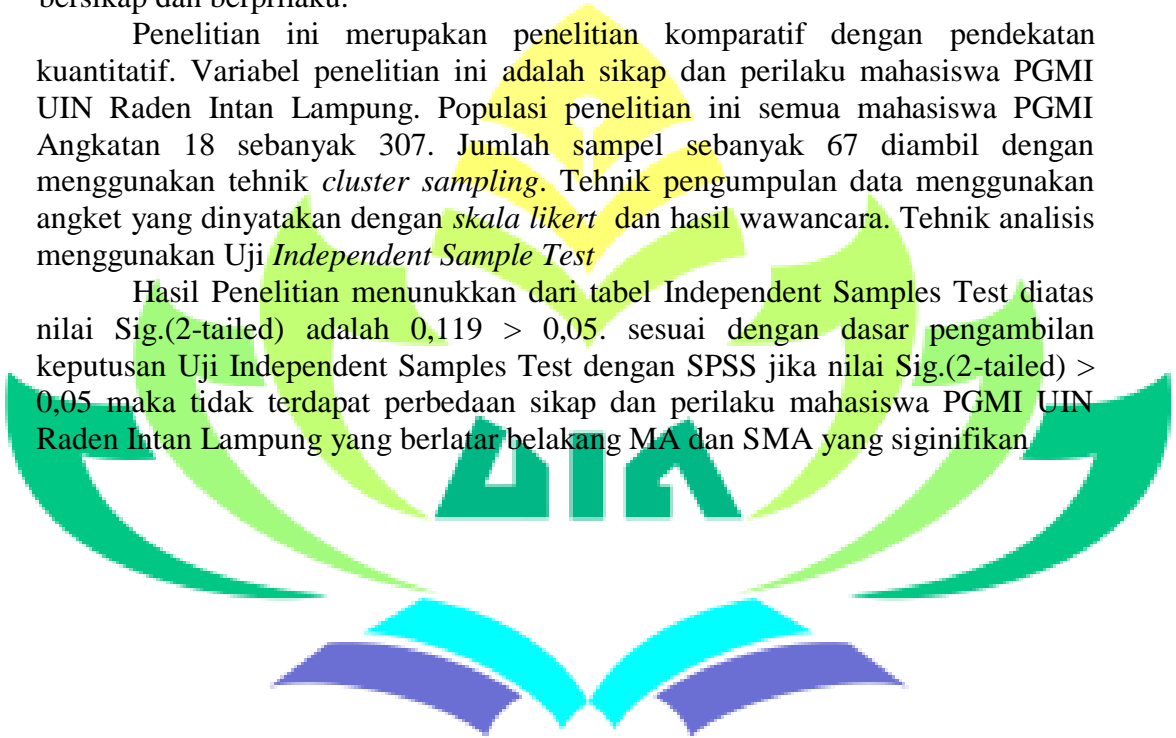 bersikap dan berprilaku.
Penelitian ini merupakan penelitian komparatif dengan pendekatan
kuantitatif. Variabel penelitian ini adalah sikap dan perilaku mahasiswa PGMI
UIN Raden Intan Lampung. Populasi penelitian ini semua mahasiswa PGMI
Angkatan 18 sebanyak 307. Jumlah sampel sebanyak 67 diambil dengan
menggunakan tehnik cluster sampling. Tehnik pengumpulan data menggunakan
angket yang dinyatakan dengan skala likert dan hasil wawancara. Tehnik analisis
menggunakan Uji Independent Sample Test
Hasil Penelitian menunukkan dari tabel Independent Samples Test diatas
nilai Sig.(2-tailed) adalah 0,119 > 0,05. sesuai dengan dasar pengambilan
keputusan Uji Independent Samples Test dengan SPSS jika nilai Sig.(2-tailed) >
0,05 maka tidak terdapat perbedaan sikap dan perilaku mahasiswa PGMI UIN
Raden Intan Lampung yang berlatar belakang MA dan SMA yang siginifikan.